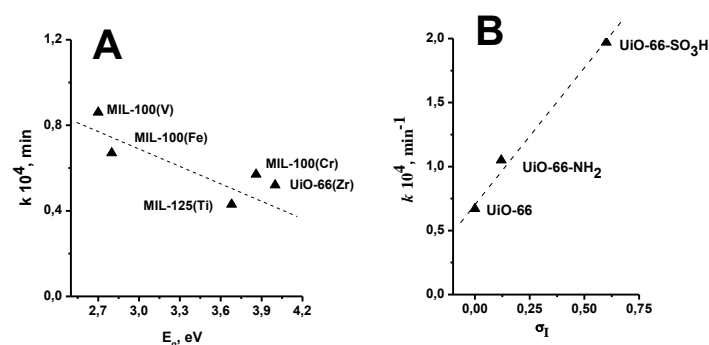 A
k 10⁴, min
1,2
0,8
0,4
0,0
MIL-100(V)
MIL-100(Fe)
MIL-100(Cr)
UiO-66(Zr)
MIL-125(Ti)
2,7 3,0 3,3 3,6 3,9 4,2
E_g, eV
B
k 10⁴, min⁻¹
2,0
1,5
1,0
0,5
0,0
UiO-66-SO₃H
UiO-66-NH₂
UiO-66
0,00 0,25 0,50 0,75
σ_I